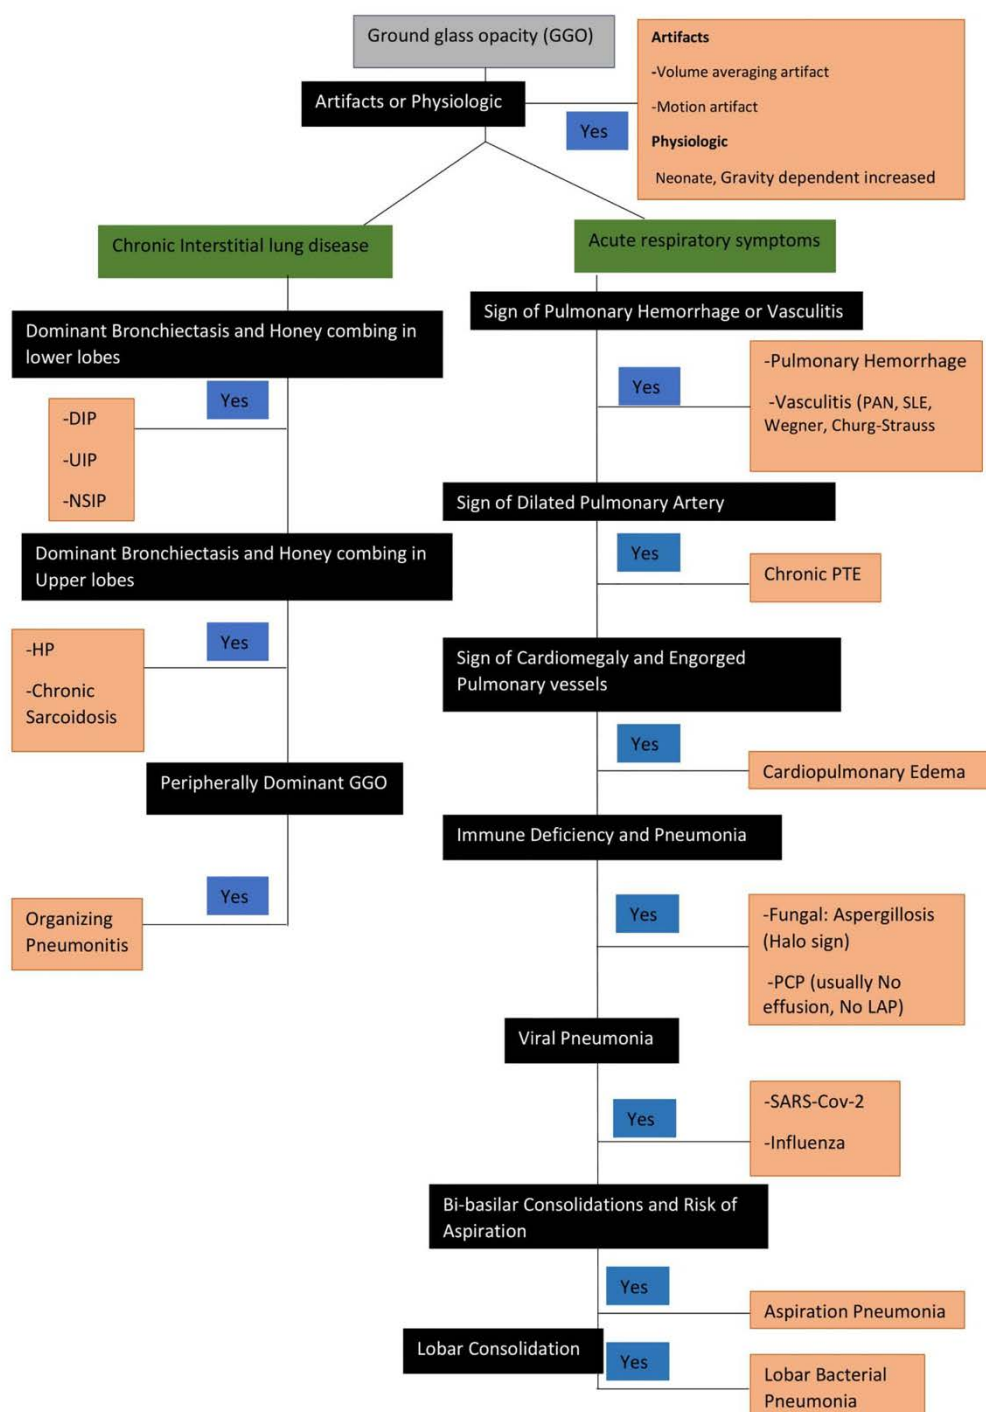 Ground glass opacity (GGO)
Artifacts or Physiologic
Yes
Artifacts
-Volume averaging artifact
-Motion artifact
Physiologic
Neonate, Gravity dependent increased
Chronic Interstitial lung disease
Dominant Bronchiectasis and Honey combing in
lower lobes
Yes
-DIP
-UIP
-NSIP
Dominant Bronchiectasis and Honey combing in
Upper lobes
Yes
-HP
-Chronic
Sarcoidosis
Peripherally Dominant GGO
Yes
Organizing
Pneumonitis
Acute respiratory symptoms
Sign of Pulmonary Hemorrhage or Vasculitis
Yes
-Pulmonary Hemorrhage
-Vasculitis (PAN, SLE,
Wegner, Churg-Strauss
Sign of Dilated Pulmonary Artery
Yes
Chronic PTE
Sign of Cardiomegaly and Engorged
Pulmonary vessels
Yes
Cardiopulmonary Edema
Immune Deficiency and Pneumonia
Yes
-Fungal: Aspergillosis
(Halo sign)
-PCP (usually No
effusion, No LAP)
Viral Pneumonia
Yes
-SARS-Cov-2
-Influenza
Bi-basilar Consolidations and Risk of
Aspiration
Yes
Aspiration Pneumonia
Lobar Consolidation
Yes
Lobar Bacterial
Pneumonia